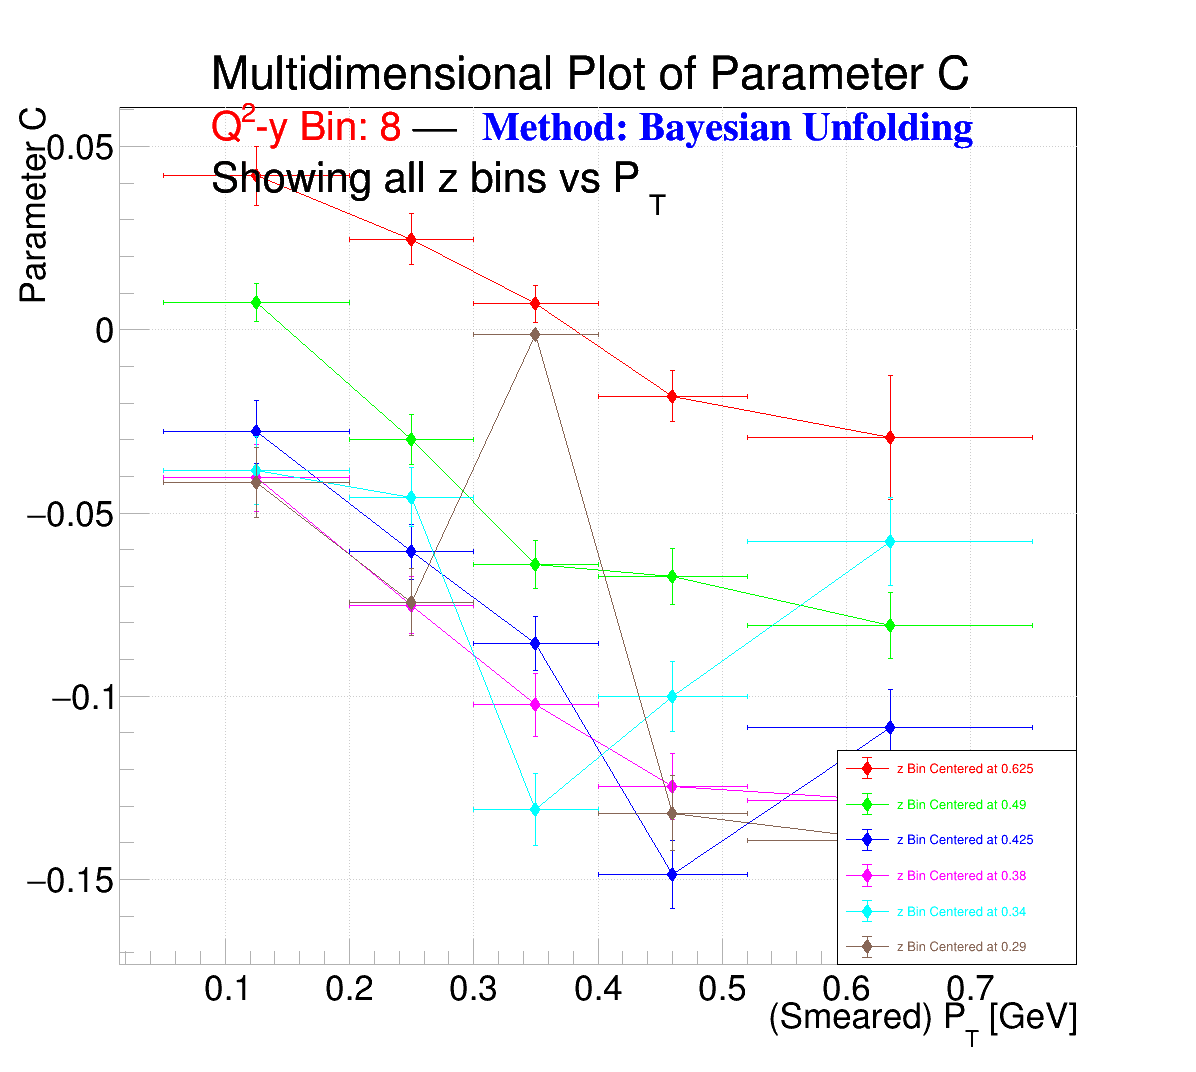 Multidimensional Plot of Parameter C
Q²-y Bin: 8 — Method: Bayesian Unfolding
Showing all z bins vs P_T
Parameter C
0.05
0
−0.05
−0.1
−0.15
0.1 0.2 0.3 0.4 0.5 0.6 0.7
(Smeared) P_T [GeV]
z Bin Centered at 0.625
z Bin Centered at 0.49
z Bin Centered at 0.425
z Bin Centered at 0.38
z Bin Centered at 0.34
z Bin Centered at 0.29